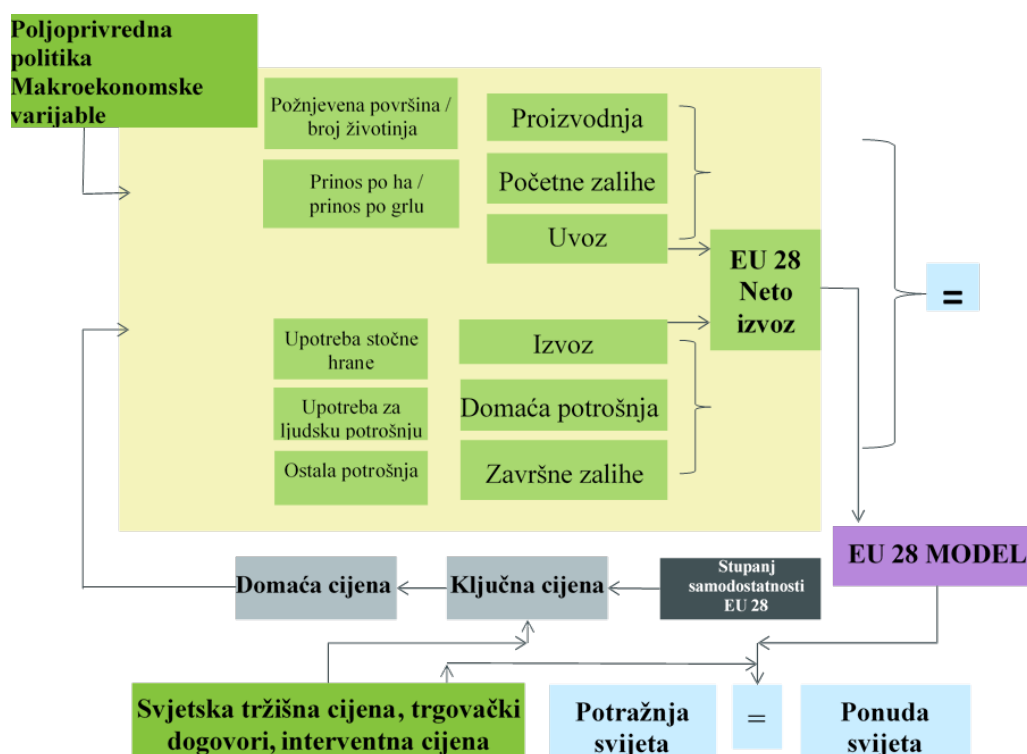 Poljoprivredna
politika
Makroekonomske
varijable
Požnjevena površina /
broj životinja
Prinos po ha /
prinos po grlu
Proizvodnja
Početne zalihe
Uvoz
EU 28
Neto
izvoz
=
Upotreba stočne
hrane
Upotreba za
ljudsku potrošnju
Ostala potrošnja
Izvoz
Domaća potrošnja
Završne zalihe
EU 28 MODEL
Domaća cijena
Ključna cijena
Stupanj
samodostatnosti
EU 28
Svjetska tržišna cijena, trgovački
dogovori, interventna cijena
Potražnja
svijeta
=
Ponuda
svijeta